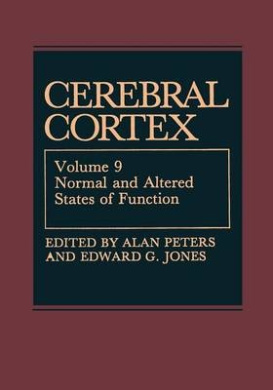 CEREBRAL
CORTEX
Volume 9
Normal and Altered
States of Function
EDITED BY ALAN PETERS
AND EDWARD G. JONES